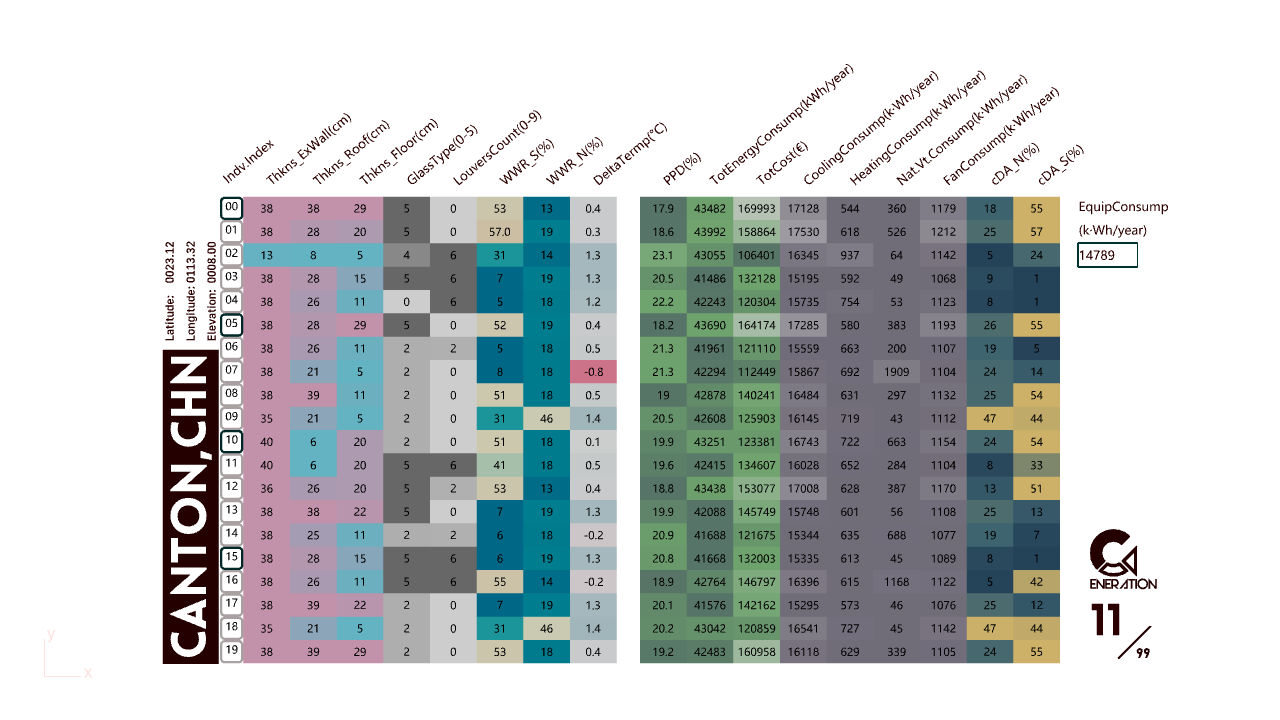 Indv.Index Thkns_ExWall(cm) Thkns_Roof(cm) Thkns_Floor(cm) GlassType(0-5) LouversCount(0-9) WWR_S(%) WWR_N(%) DeltaTermp(°C) PPD(%) TotEnergyConsump(kWh/year) TotCost(€) CoolingConsump(k·Wh/year) HeatingConsump(k·Wh/year) Nat.Vt.Consump(k·Wh/year) FanConsump(k·Wh/year) cDA_N(%) cDA_S(%)
00 38 38 29 5 0 53 13 0.4 17.9 43482 169993 17128 544 360 1179 18 55
01 38 28 20 5 0 57.0 19 0.3 18.6 43992 158864 17530 618 526 1212 25 57
02 13 8 5 4 6 31 14 1.3 23.1 43055 106401 16345 937 64 1142 5 24
03 38 28 15 5 6 7 19 1.3 20.5 41486 132128 15195 592 49 1068 9 1
04 38 26 11 0 6 5 18 1.2 22.2 42243 120304 15735 754 53 1123 8 1
05 38 28 29 5 0 52 19 0.4 18.2 43690 164174 17285 580 383 1193 26 55
06 38 26 11 2 2 5 18 0.5 21.3 41961 121110 15559 663 200 1107 19 5
07 38 21 5 2 0 8 18 -0.8 21.3 42294 112449 15867 692 1909 1104 24 14
08 38 39 11 2 0 51 18 0.5 19 42878 140241 16484 631 297 1132 25 54
09 35 21 5 2 0 31 46 1.4 20.5 42608 125903 16145 719 43 1112 47 44
10 40 6 20 2 0 51 18 0.1 19.9 43251 123381 16743 722 663 1154 24 54
11 40 6 20 5 6 41 18 0.5 19.6 42415 134607 16028 652 284 1104 8 33
12 36 26 20 5 2 53 13 0.4 18.8 43438 153077 17008 628 387 1170 13 51
13 38 38 22 5 0 7 19 1.3 19.9 42088 145749 15748 601 56 1108 25 13
14 38 25 11 2 2 6 18 -0.2 20.9 41688 121675 15344 635 688 1077 19 7
15 38 28 15 5 6 6 19 1.3 20.8 41668 132003 15335 613 45 1089 8 1
16 38 26 11 5 6 55 14 -0.2 18.9 42764 146797 16396 615 1168 1122 5 42
17 38 39 22 2 0 7 19 1.3 20.1 41576 142162 15295 573 46 1076 25 12
18 35 21 5 2 0 31 46 1.4 20.2 43042 120859 16541 727 45 1142 47 44
19 38 39 29 2 0 53 18 0.4 19.2 42483 160958 16118 629 339 1105 24 55
EquipConsump
(k·Wh/year)
14789
Latitude: 0023.12
Longitude: 0113.32
Elevation: 0008.00
CANTON,CHN
ENERATION
11
/99
y
x